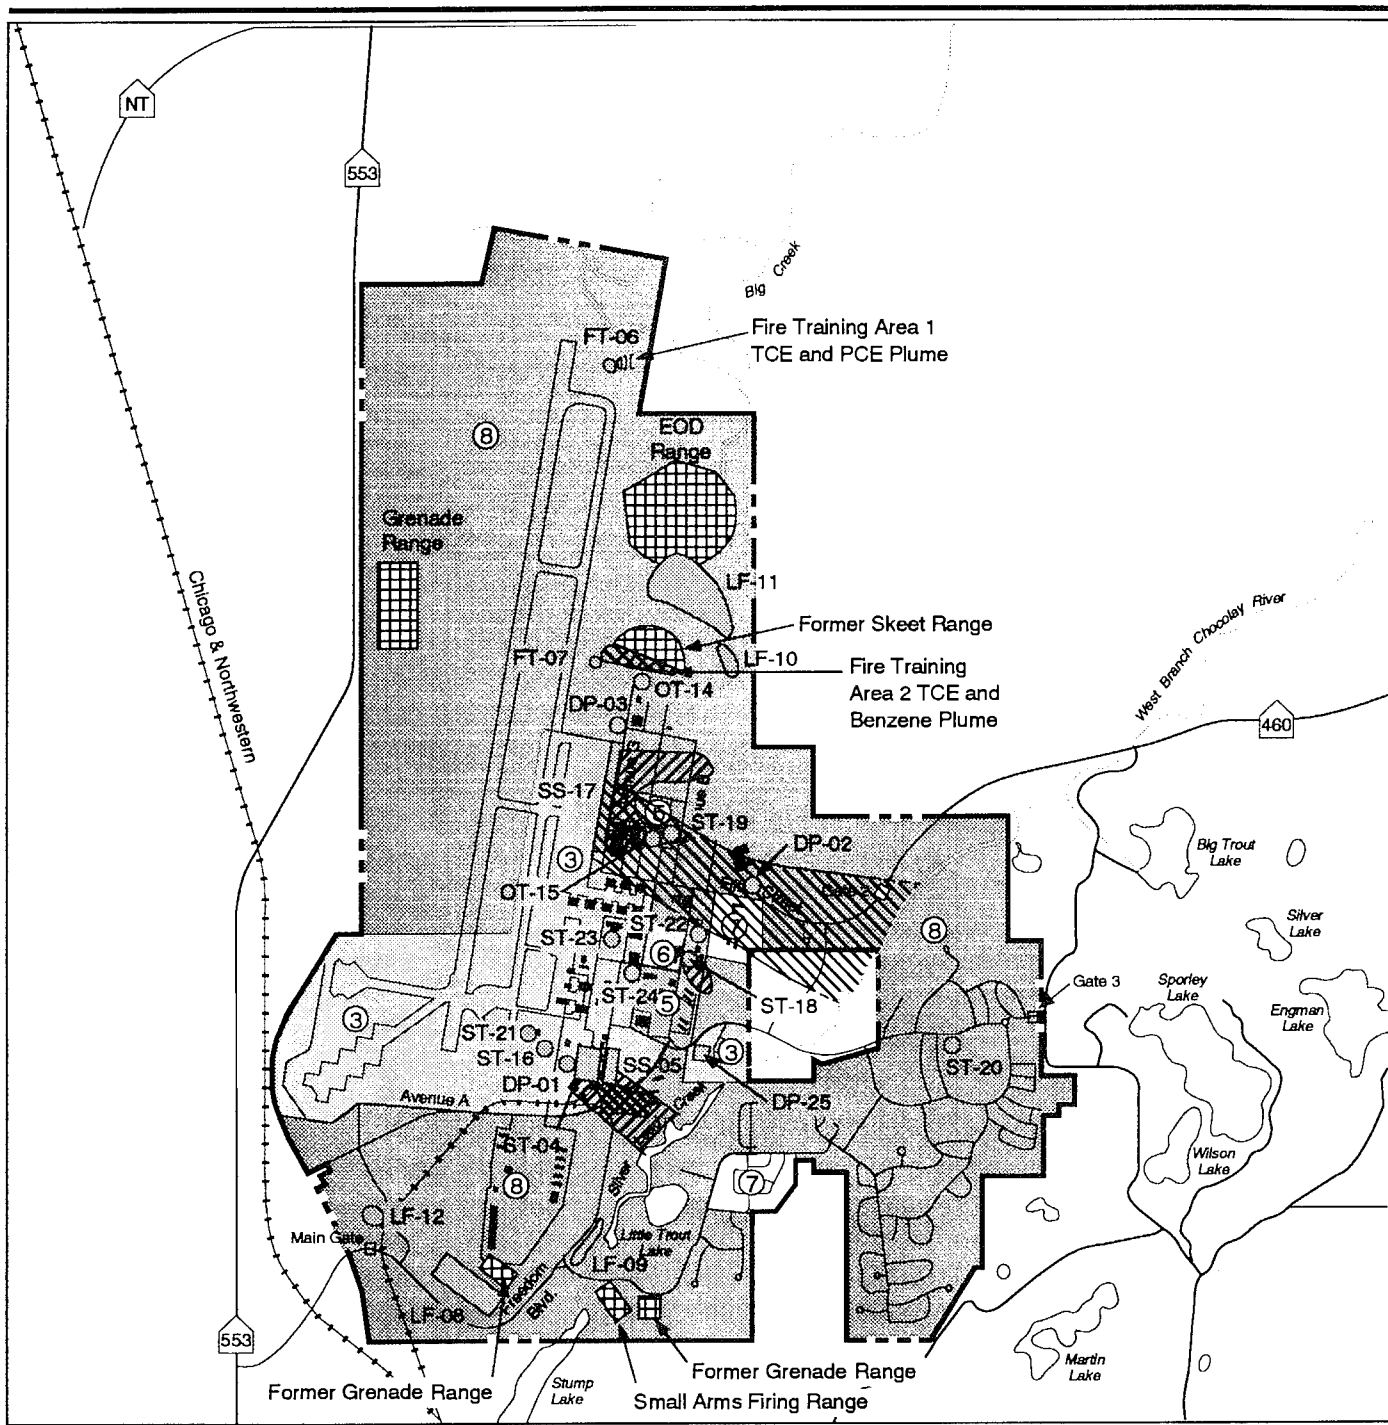 NT
553
Big Creek
FT-06
Fire Training Area 1
TCE and PCE Plume
8
EOD
Range
Grenade
Range
LF-11
Chicago & Northwestern
Former Skeet Range
West Branch Chocolay River
FT-07
LF-10
Fire Training
Area 2 TCE and
Benzene Plume
OT-14
DP-03
460
SS-17
5
ST-19
DP-02
Big Trout
Lake
3
OT-15
Gate 2
ST-22
Silver
Lake
ST-23
8
6
Gate 3
Sporley
Lake
ST-24
5
ST-18
Engman
Lake
3
ST-21
ST-16
SS-05
3
ST-20
DP-01
Avenue A
Creek
DP-25
ST-04
Wilson
Lake
8
Silver
7
LF-12
Main Gate
Little Trout
Lake
LF-09
Freedom
Blvd.
LF-08
553
Former Grenade Range
Former Grenade Range
Small Arms Firing Range
Stump
Lake
Martin
Lake